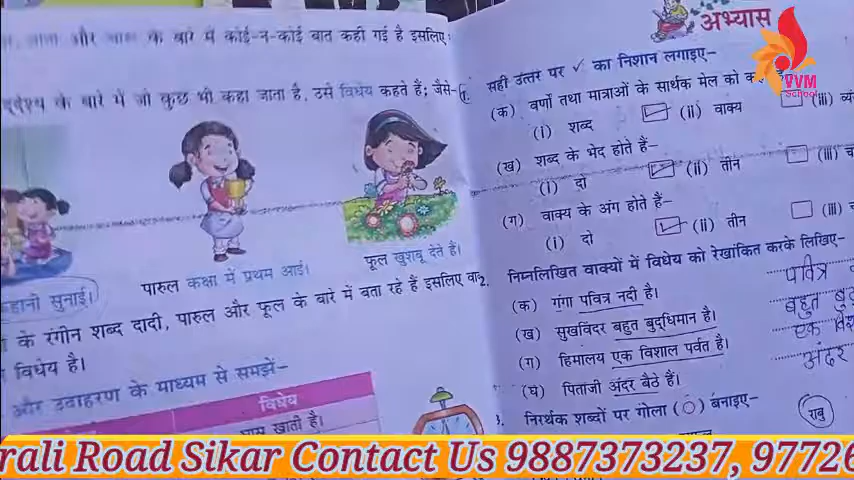 और के बारे में कोई-न-कोई बात कही गई है इसलिए
उद्देश्य के बारे में जो कुछ भी कहा जाता है, उसे विधेय कहते हैं; जैसे-
कहानी सुनाई।
पारुल कक्षा में प्रथम आई।
फूल खुशबू देते हैं।
के रंगीन शब्द दादी, पारुल और फूल के बारे में बता रहे हैं इसलिए
विधेय है।
और उदाहरण के माध्यम से समझें-
विधेय
घास खाती है।
अभ्यास
1. सही उत्तर पर ✓ का निशान लगाइए-
(क) वर्णों तथा मात्राओं के सार्थक मेल को
(i) शब्द ✓ (ii) वाक्य (iii)
(ख) शब्द के भेद होते हैं-
(i) दो ✓ (ii) तीन (iii)
(ग) वाक्य के अंग होते हैं-
(i) दो ✓ (ii) तीन (iii)
2. निम्नलिखित वाक्यों में विधेय को रेखांकित करके लिखिए-
(क) गंगा पवित्र नदी है। पवित्र
(ख) सुखविंदर बहुत बुद्धिमान है। बहुत
(ग) हिमालय एक विशाल पर्वत है। एक
(घ) पिताजी अंदर बैठे हैं। अंदर
3. निरर्थक शब्दों पर गोला (○) बनाइए-
VVM
School
rali Road Sikar Contact Us 9887373237, 9772